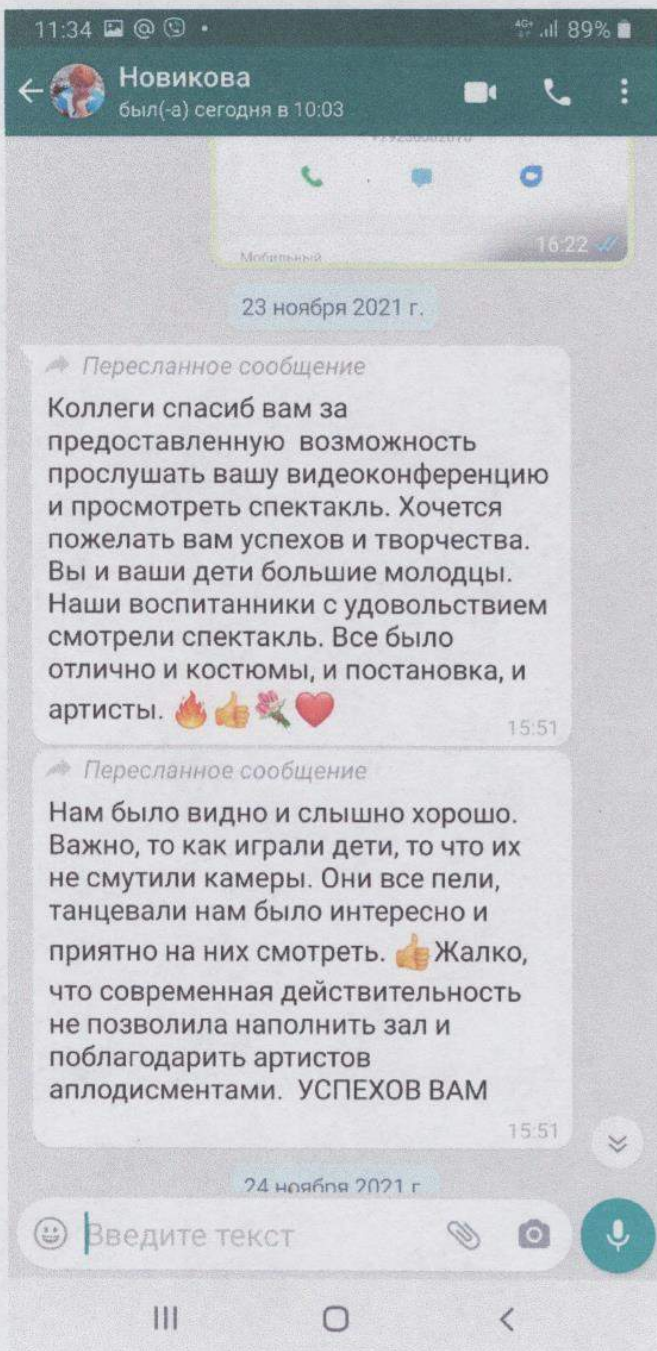 11:34
4G+ 89%
Новикова
был(-а) сегодня в 10:03
Мобильный
16:22
23 ноября 2021 г.
Пересланное сообщение
Коллеги спасиб вам за
предоставленную возможность
прослушать вашу видеоконференцию
и просмотреть спектакль. Хочется
пожелать вам успехов и творчества.
Вы и ваши дети большие молодцы.
Наши воспитанники с удовольствием
смотрели спектакль. Все было
отлично и костюмы, и постановка, и
артисты. 🔥👍💐❤️
15:51
Пересланное сообщение
Нам было видно и слышно хорошо.
Важно, то как играли дети, то что их
не смутили камеры. Они все пели,
танцевали нам было интересно и
приятно на них смотреть. 👍Жалко,
что современная действительность
не позволила наполнить зал и
поблагодарить артистов
аплодисментами. УСПЕХОВ ВАМ
15:51
24 ноября 2021 г
Введите текст